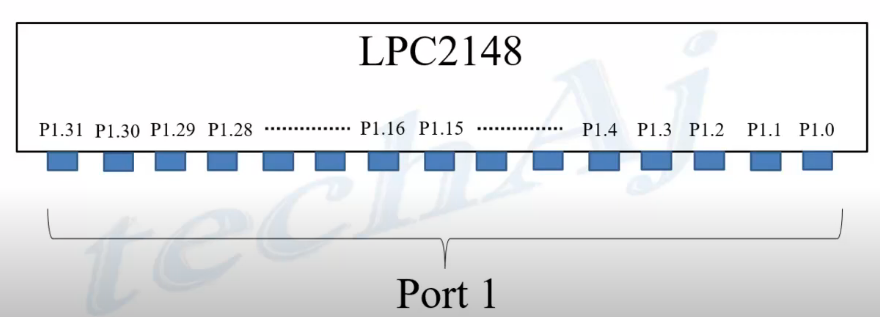 LPC2148
P1.31 P1.30 P1.29 P1.28 ................ P1.16 P1.15 ................ P1.4 P1.3 P1.2 P1.1 P1.0
techAj
Port 1